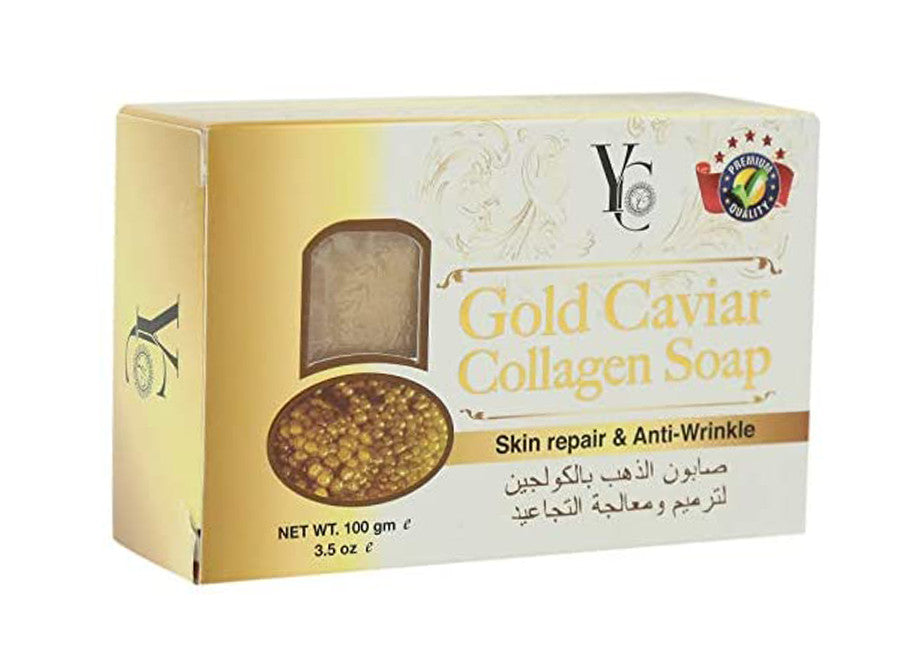 YC
PREMIUM
QUALITY
Gold Caviar
Collagen Soap
Skin repair & Anti-Wrinkle
صابون الذهب بالكولجين
لترميم ومعالجة التجاعيد
NET WT. 100 gm e
3.5 oz e
YC